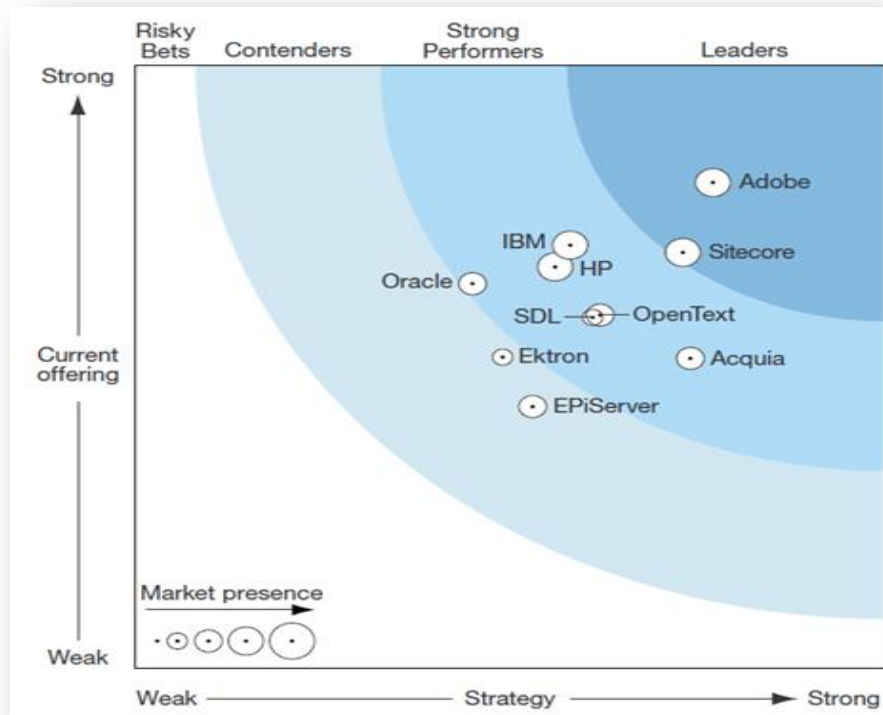 Risky
Bets
Contenders
Strong
Performers
Leaders
Strong
Adobe
IBM
Sitecore
HP
Oracle
SDL
OpenText
Current
offering
Ektron
Acquia
EPiServer
Market presence
Weak
Weak
Strategy
Strong